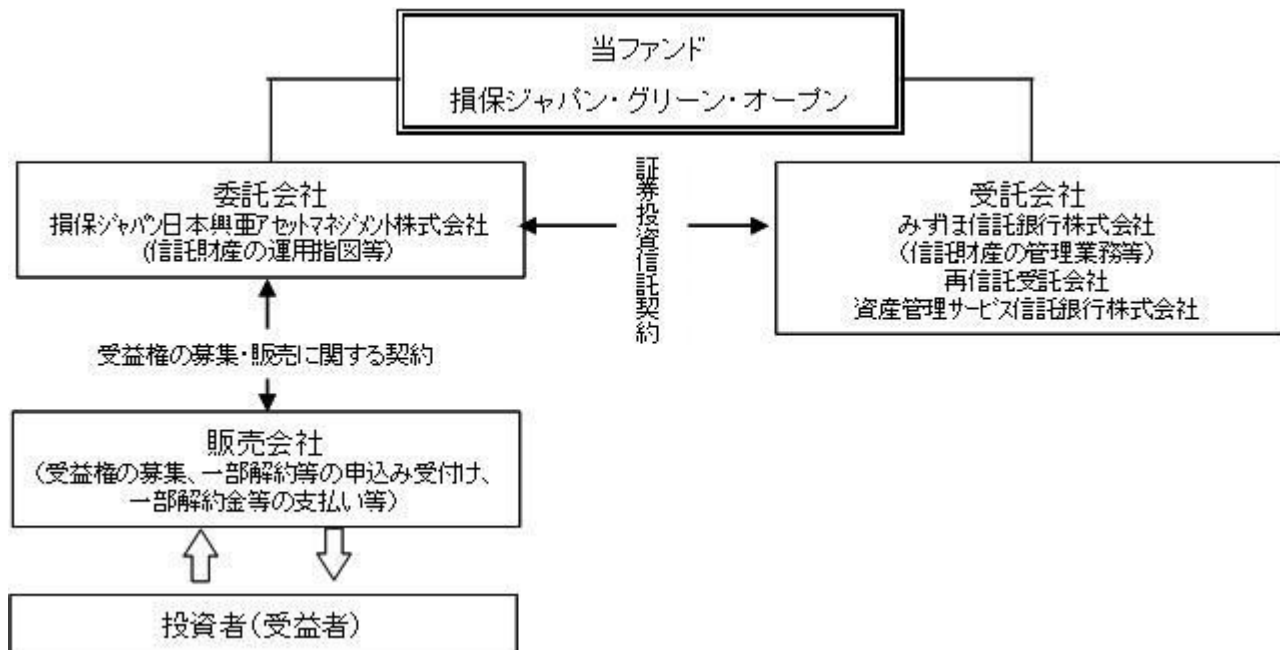 当ファンド
損保ジャパン・グリーン・オープン
委託会社
損保ジャパン日本興亜アセットマネジメント株式会社
(信託財産の運用指図等)
証券投資信託契約
受託会社
みずほ信託銀行株式会社
(信託財産の管理業務等)
再信託受託会社
資産管理サービス信託銀行株式会社
受益権の募集・販売に関する契約
販売会社
(受益権の募集、一部解約等の申込み受付け、
一部解約金等の支払い等)
投資者(受益者)